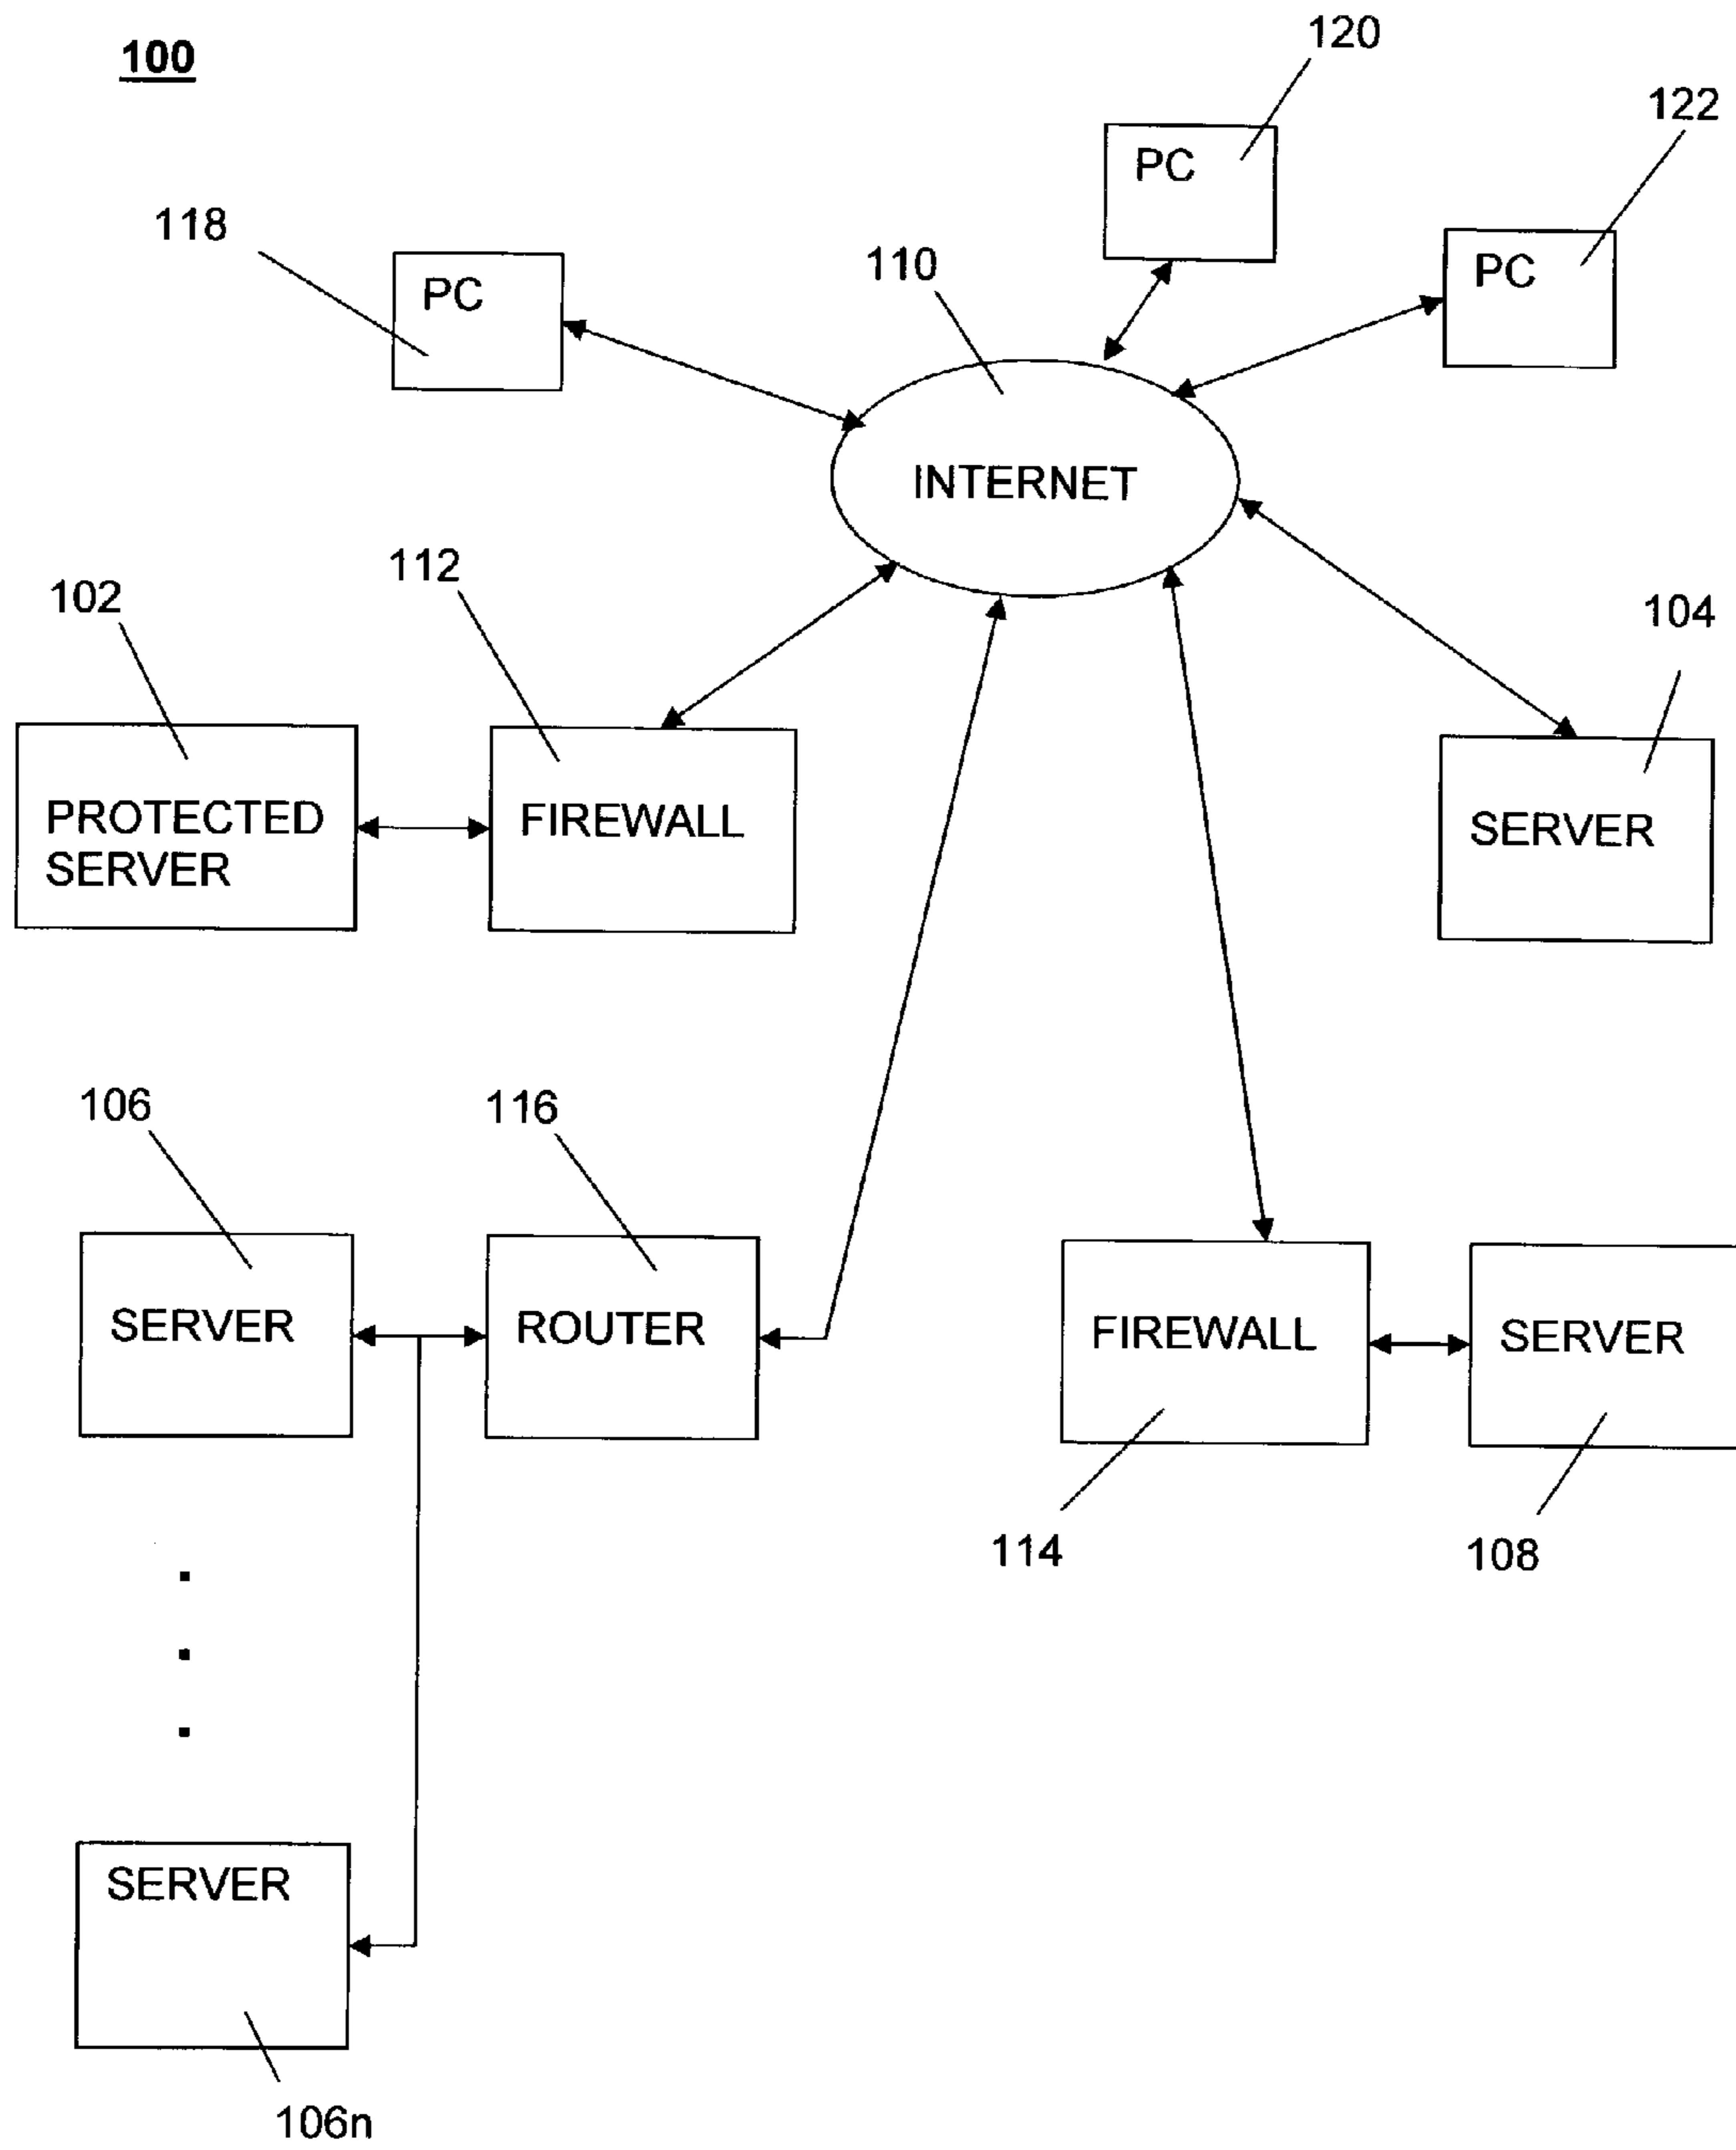 100
120
122
PC
118
110
PC
PC
INTERNET
112
102
104
PROTECTED
SERVER
FIREWALL
SERVER
106
116
SERVER
ROUTER
FIREWALL
SERVER
114
108
SERVER
106n